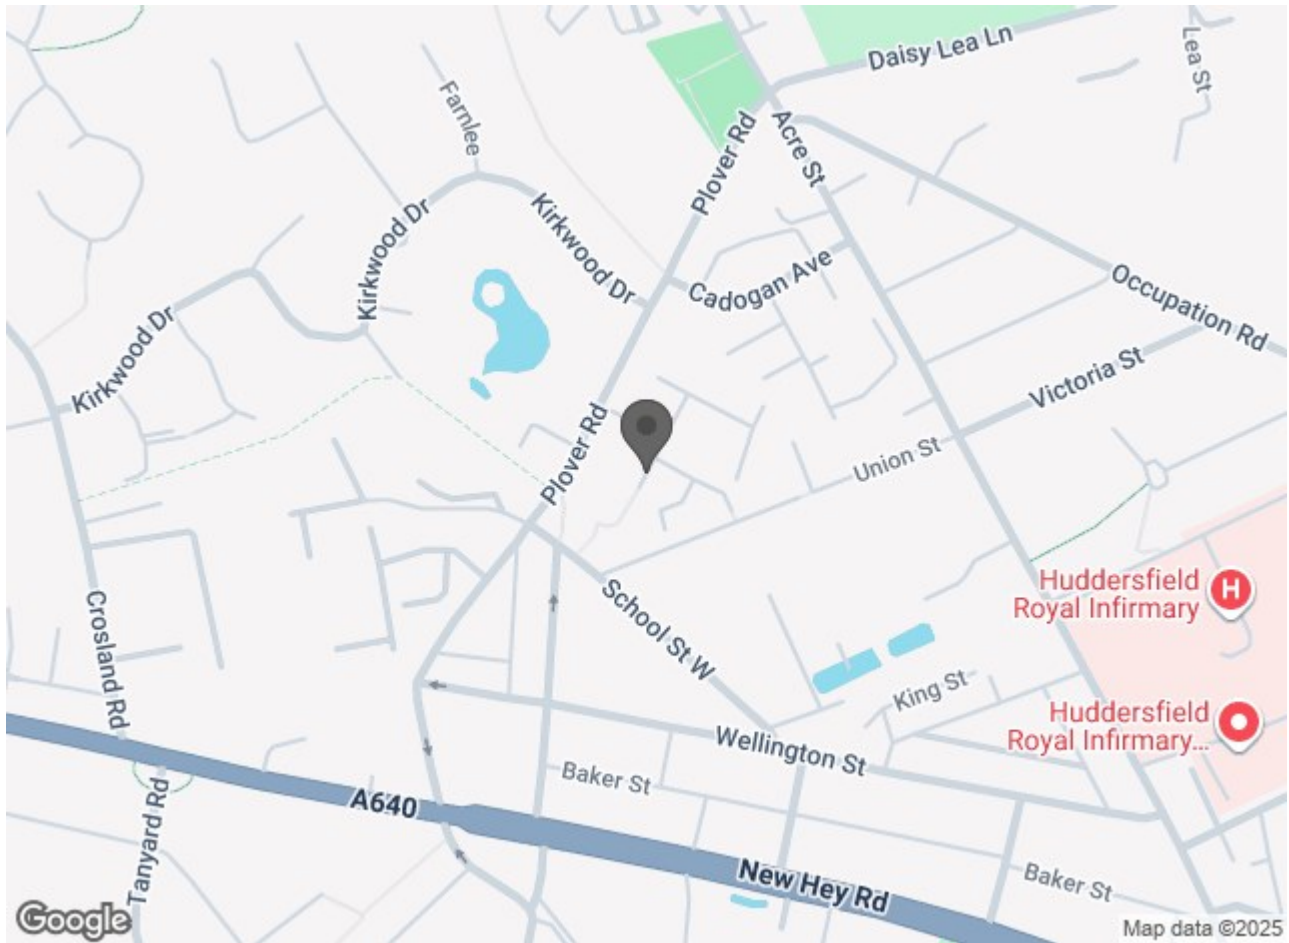 Daisy Lea Ln
Lea St
Farnlee
Plover Rd
Acre St
Kirkwood Dr
Kirkwood Dr
Kirkwood Dr
Cadogan Ave
Occupation Rd
Victoria St
Plover Rd
Union St
Huddersfield
Royal Infirmary
H
Crosland Rd
School St W
King St
Huddersfield
Royal Infirmary...
Wellington St
Baker St
Tanyard Rd
A640
New Hey Rd
Baker St
Google
Map data ©2025